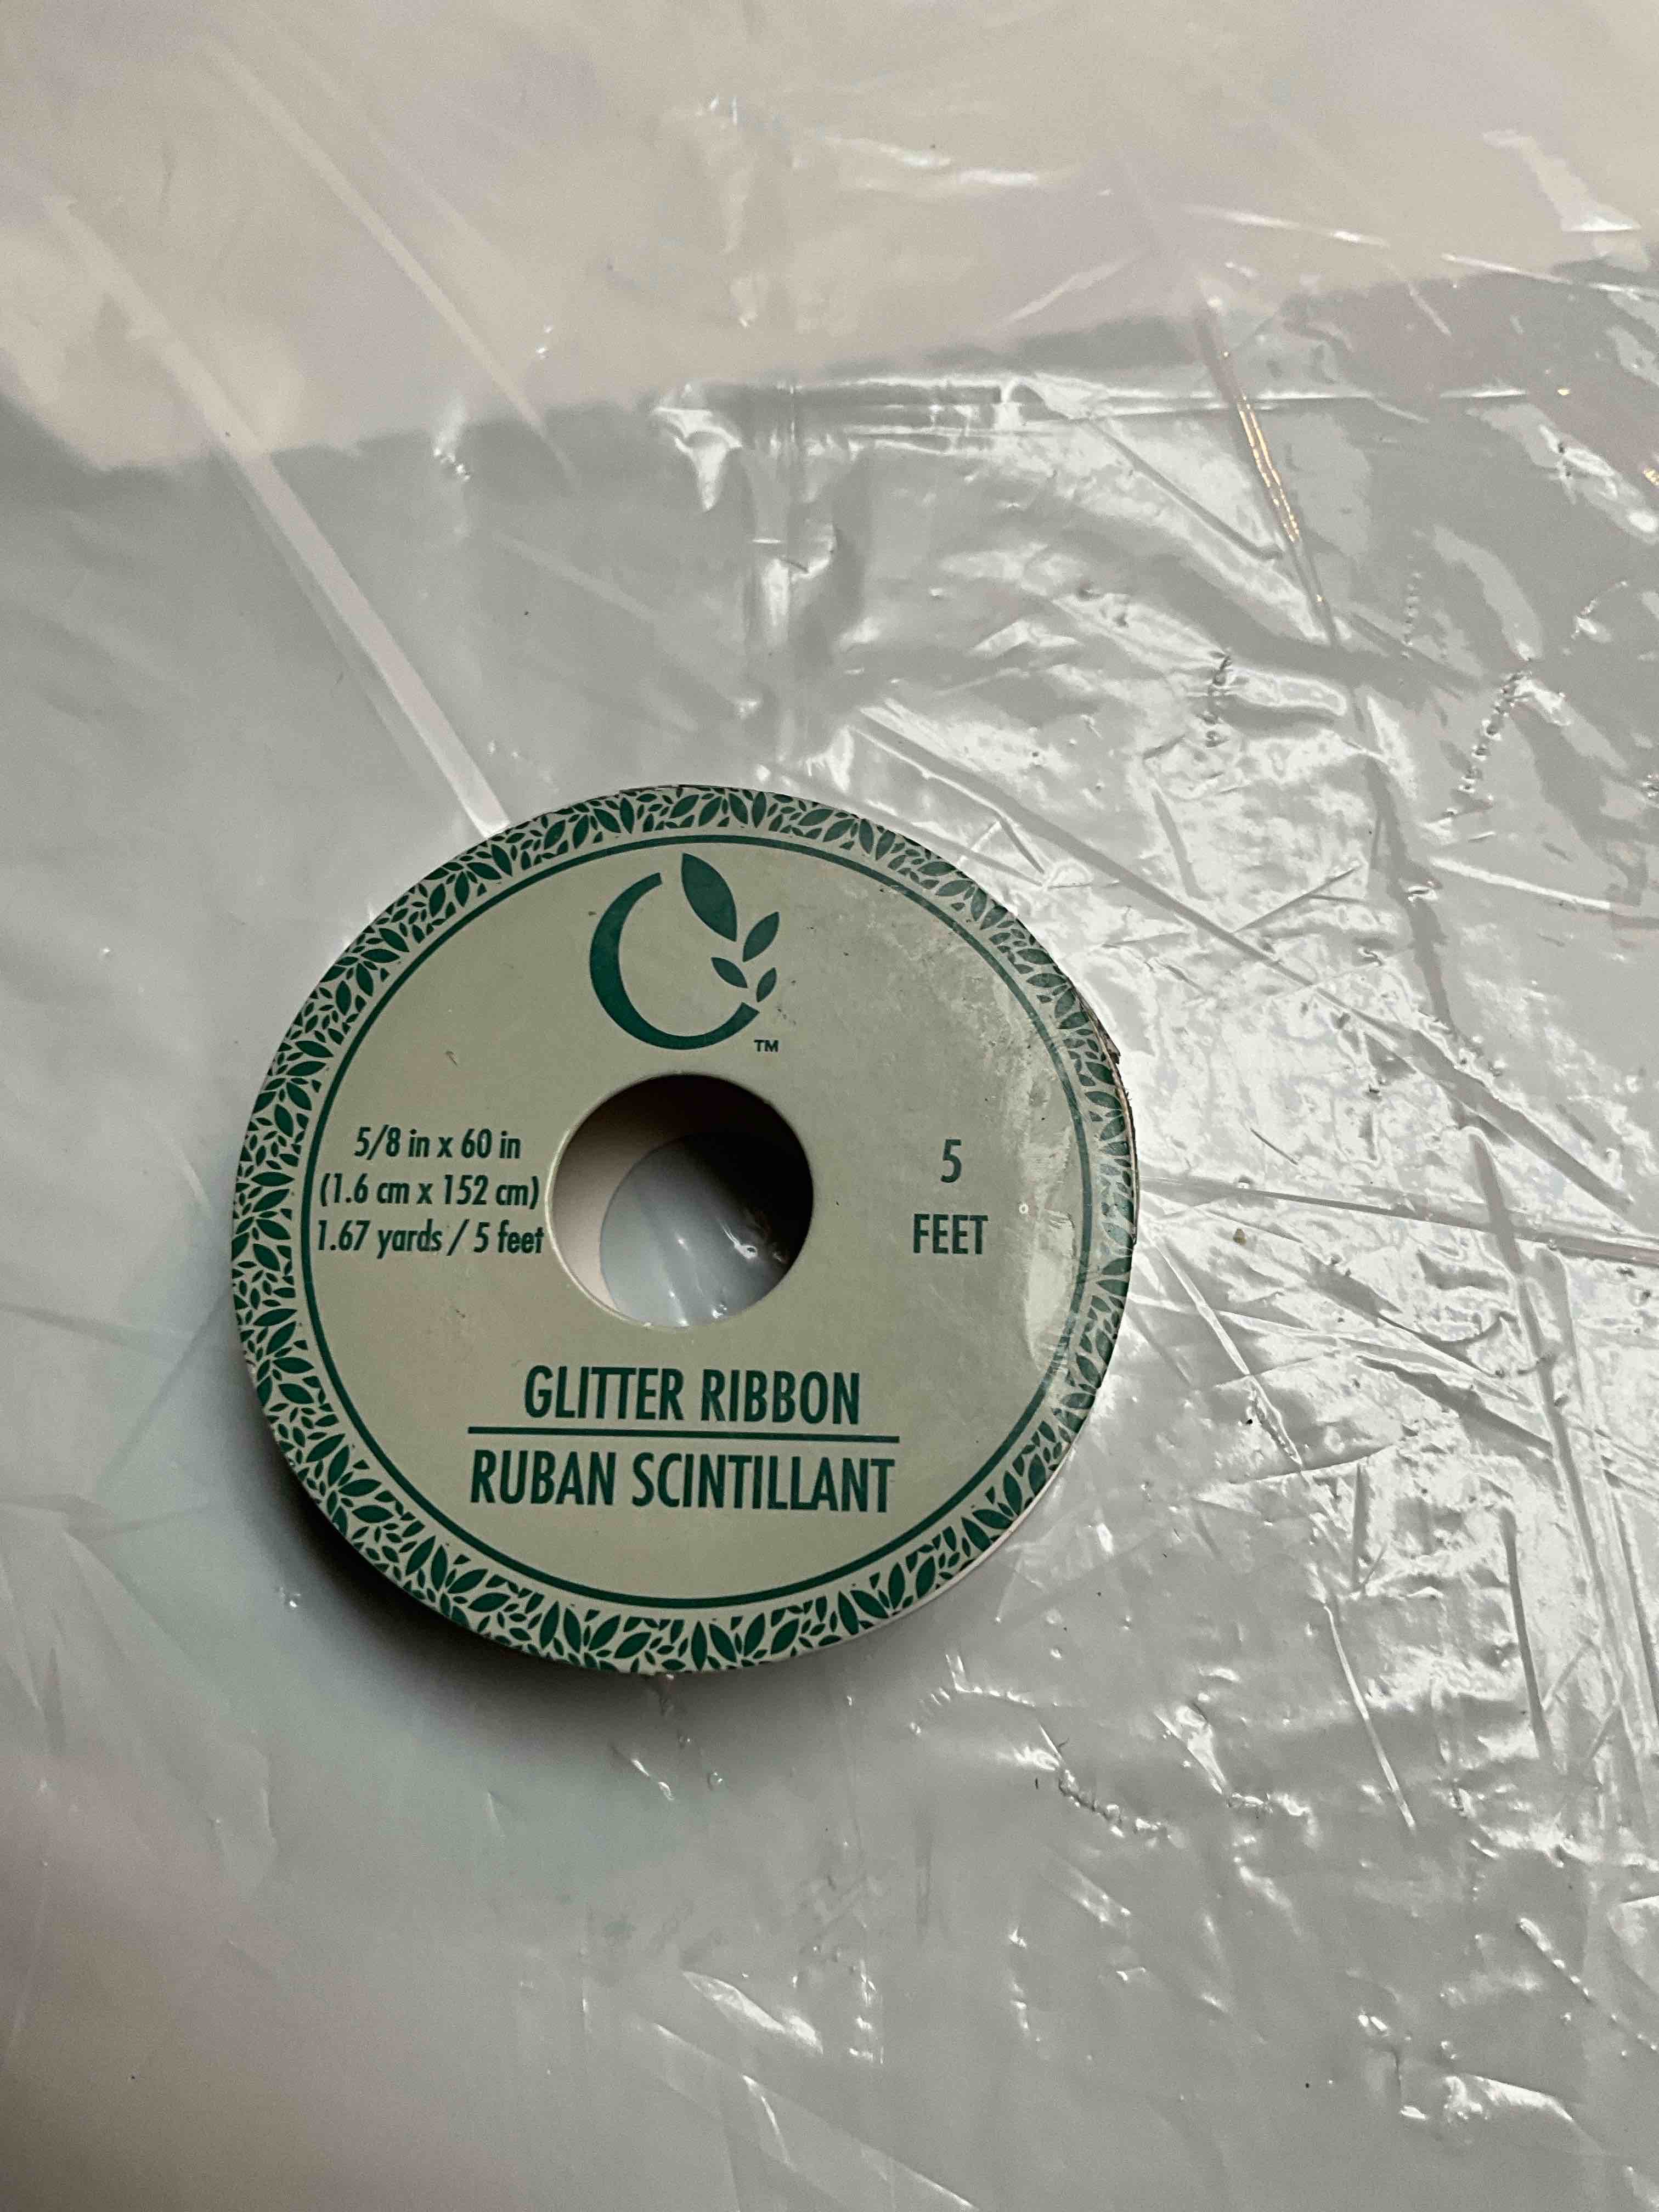 TM
5/8 in x 60 in
(1.6 cm x 152 cm)
1.67 yards / 5 feet
5
FEET
GLITTER RIBBON
RUBAN SCINTILLANT